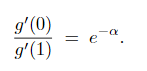 g′(0)/g′(1) = e^{−α}.